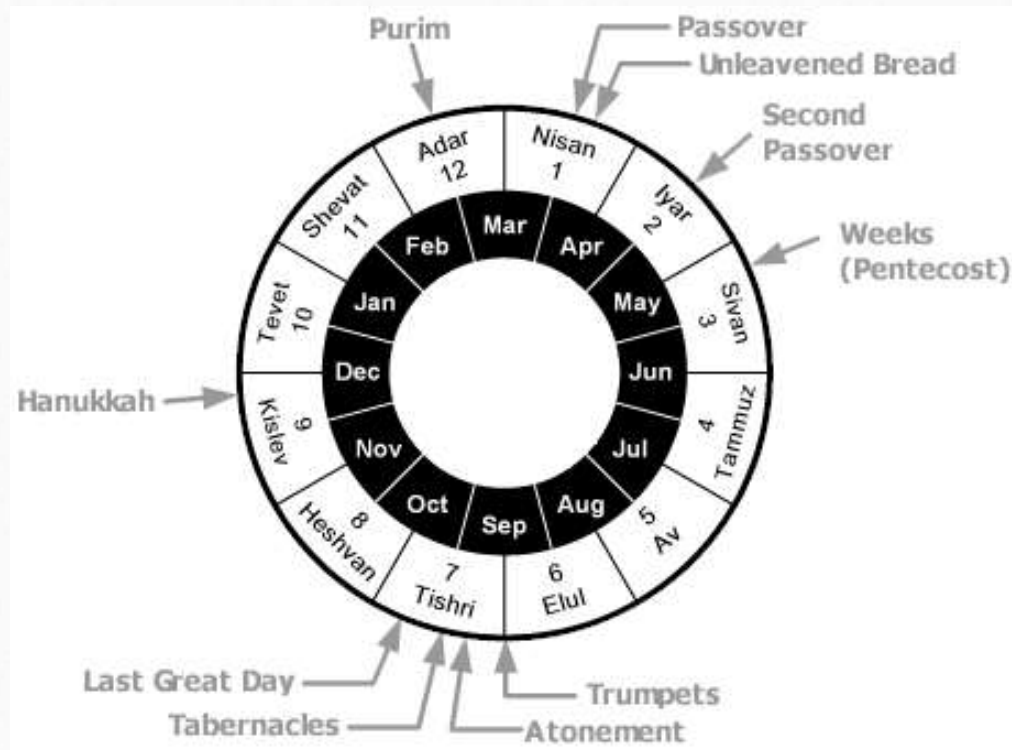 Purim
Passover
Unleavened Bread
Second
Passover
Weeks
(Pentecost)
Hanukkah
Last Great Day
Tabernacles
Atonement
Trumpets
Nisan
1
Iyar
2
Sivan
3
Tammuz
4
Av
5
Elul
6
Tishri
7
Heshvan
8
Kislev
9
Tevet
10
Shevat
11
Adar
12
Mar
Apr
May
Jun
Jul
Aug
Sep
Oct
Nov
Dec
Jan
Feb